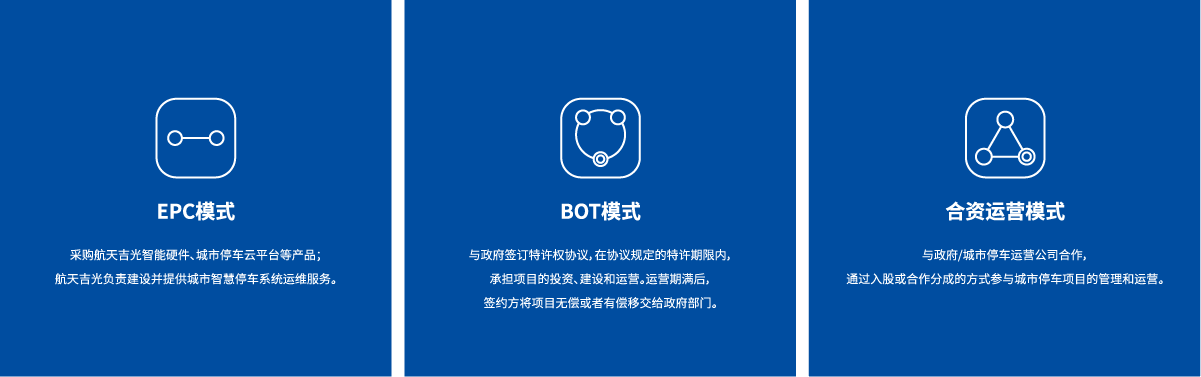 EPC模式
采购航天吉光智能硬件、城市停车云平台等产品；
航天吉光负责建设并提供城市智慧停车系统运维服务。
BOT模式
与政府签订特许权协议，在协议规定的特许期限内，
承担项目的投资、建设和运营。运营期满后，
签约方将项目无偿或者有偿移交给政府部门。
合资运营模式
与政府/城市停车运营公司合作，
通过入股或合作分成的方式参与城市停车项目的管理和运营。